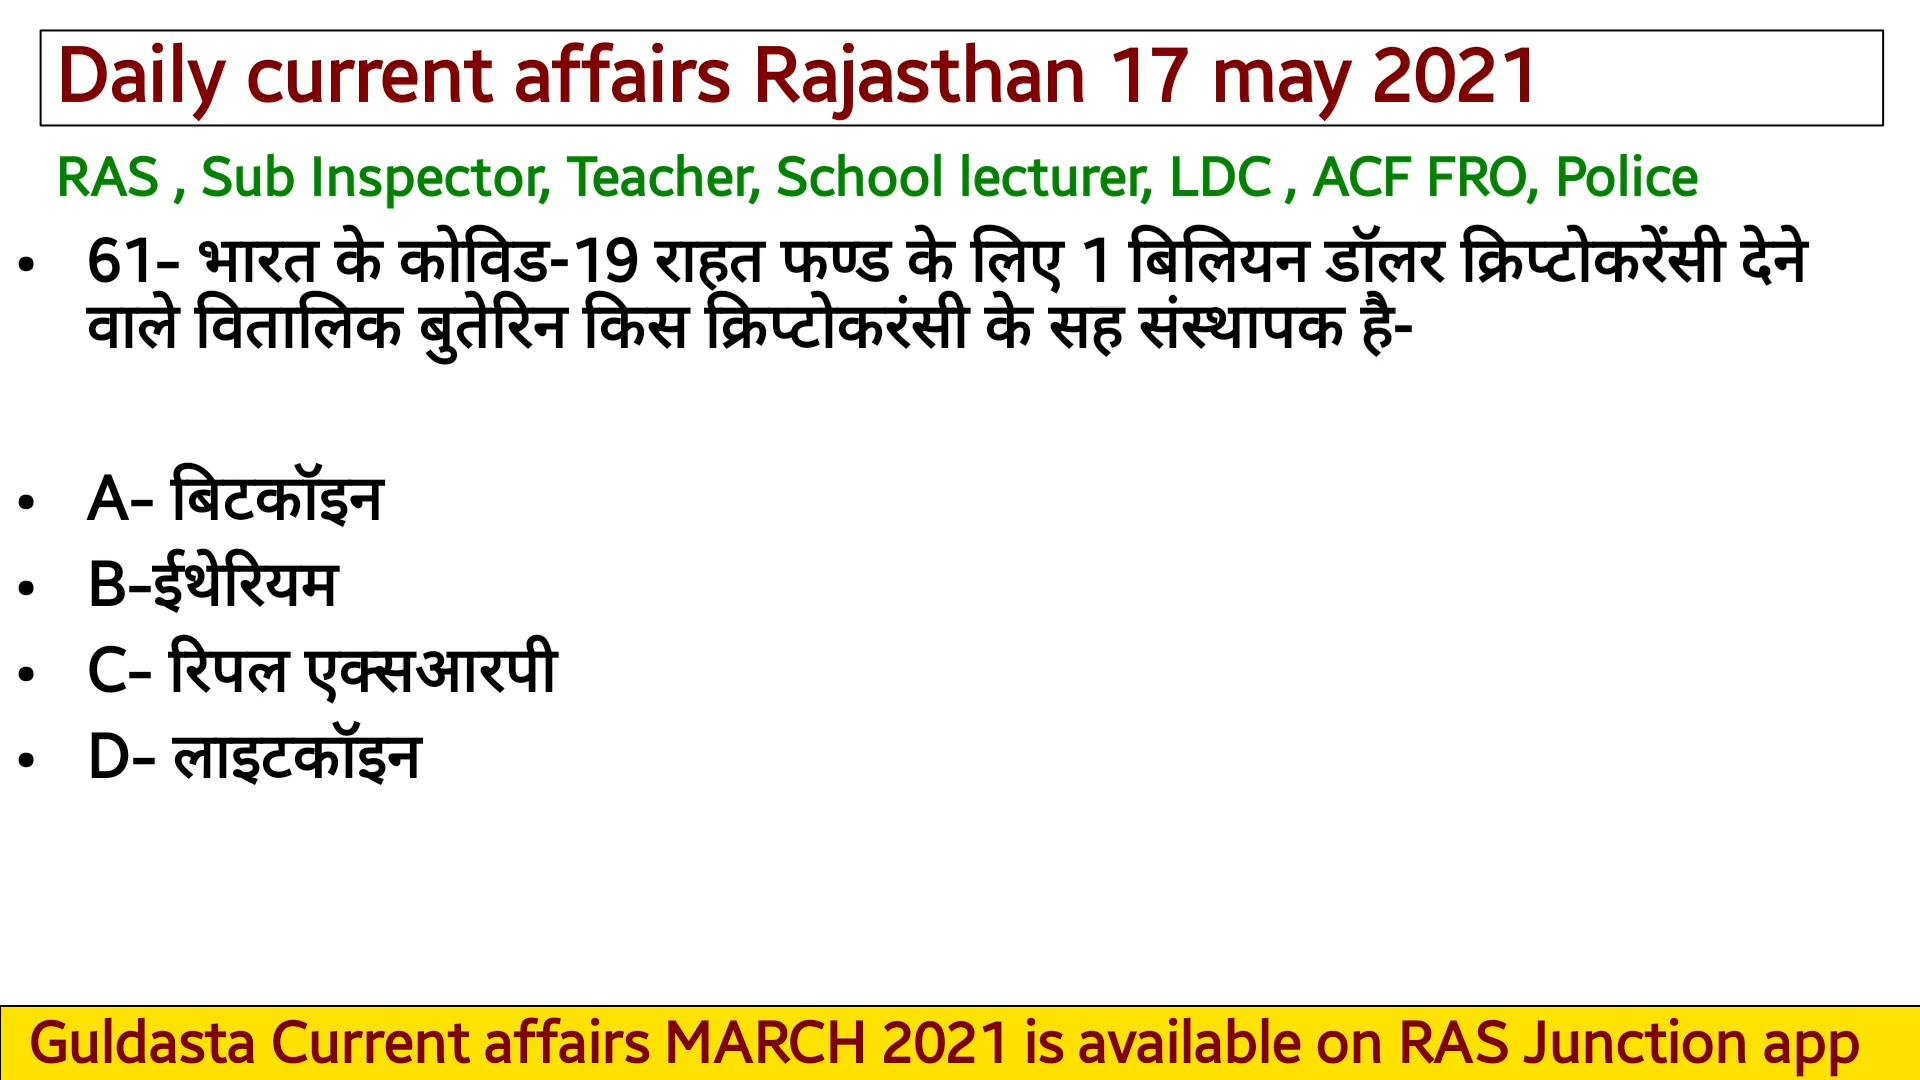 Daily current affairs Rajasthan 17 may 2021
RAS , Sub Inspector, Teacher, School lecturer, LDC , ACF FRO, Police
• 61– भारत के कोविड-19 राहत फण्ड के लिए 1 बिलियन डॉलर क्रिप्टोकरेंसी देने
वाले वितालिक बुतेरिन किस क्रिप्टोकरंसी के सह संस्थापक है-
• A– बिटकॉइन
• B–ईथेरियम
• C– रिपल एक्सआरपी
• D– लाइटकॉइन
Guldasta Current affairs MARCH 2021 is available on RAS Junction app